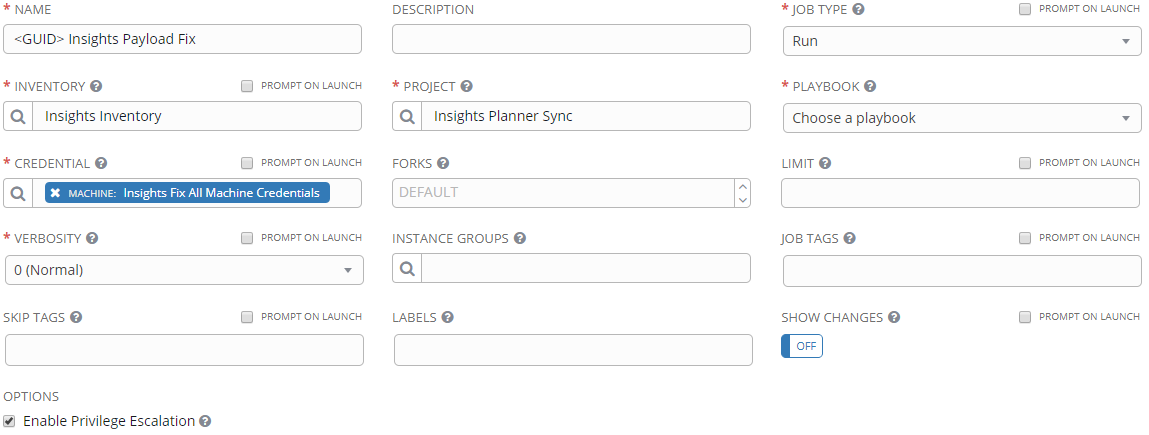 * NAME
DESCRIPTION
* JOB TYPE ? PROMPT ON LAUNCH
<GUID> Insights Payload Fix
Run
* INVENTORY ? PROMPT ON LAUNCH
* PROJECT ?
* PLAYBOOK ?
Insights Inventory
Insights Planner Sync
Choose a playbook
* CREDENTIAL ? PROMPT ON LAUNCH
FORKS ?
LIMIT ? PROMPT ON LAUNCH
MACHINE: Insights Fix All Machine Credentials
DEFAULT
* VERBOSITY ? PROMPT ON LAUNCH
INSTANCE GROUPS ?
JOB TAGS ? PROMPT ON LAUNCH
0 (Normal)
SKIP TAGS ? PROMPT ON LAUNCH
LABELS ?
SHOW CHANGES ? PROMPT ON LAUNCH
OFF
OPTIONS
Enable Privilege Escalation ?